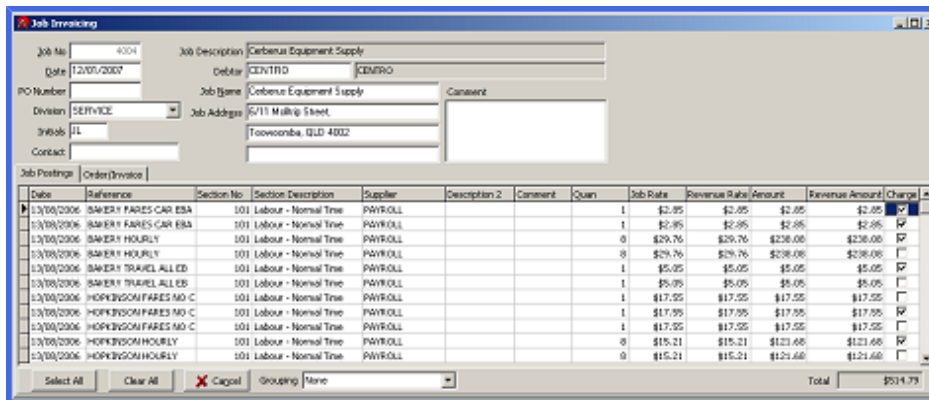 Job Invoicing
Job No 4004 Job Description Cerberus Equipment Supply
Date 12/01/2007 Debtor CENTRO CENTRO
PO Number Job Name Cerberus Equipment Supply Comment
Division SERVICE Job Address 6/11 Street,
Initials JL Toowoomba, QLD 4002
Contact
Job Postings Order/Invoice
Date Reference Section No Section Description Supplier Description 2 Comment Quan Job Rate Revenue Rate Amount Revenue Amount Charge
13/08/2006 BAKERY FARES CAR EBA 101 Labour - Normal Time PAYROLL 1 $2.85 $2.85 $2.85 $2.85
13/08/2006 BAKERY FARES CAR EBA 101 Labour - Normal Time PAYROLL 1 $2.85 $2.85 $2.85 $2.85
13/08/2006 BAKERY HOURLY 101 Labour - Normal Time PAYROLL 8 $29.76 $29.76 $238.08 $238.08
13/08/2006 BAKERY HOURLY 101 Labour - Normal Time PAYROLL 8 $29.76 $29.76 $238.08 $238.08
13/08/2006 BAKERY TRAVEL ALL EB 101 Labour - Normal Time PAYROLL 1 $5.05 $5.05 $5.05 $5.05
13/08/2006 BAKERY TRAVEL ALL EB 101 Labour - Normal Time PAYROLL 1 $5.05 $5.05 $5.05 $5.05
13/08/2006 HOPKINSON FARES NO C 101 Labour - Normal Time PAYROLL 1 $17.55 $17.55 $17.55 $17.55
13/08/2006 HOPKINSON FARES NO C 101 Labour - Normal Time PAYROLL 1 $17.55 $17.55 $17.55 $17.55
13/08/2006 HOPKINSON FARES NO C 101 Labour - Normal Time PAYROLL 1 $17.55 $17.55 $17.55 $17.55
13/08/2006 HOPKINSON HOURLY 101 Labour - Normal Time PAYROLL 8 $15.21 $15.21 $121.68 $121.68
13/08/2006 HOPKINSON HOURLY 101 Labour - Normal Time PAYROLL 8 $15.21 $15.21 $121.68 $121.68
Select All Clear All Cancel Grouping None Total $514.79